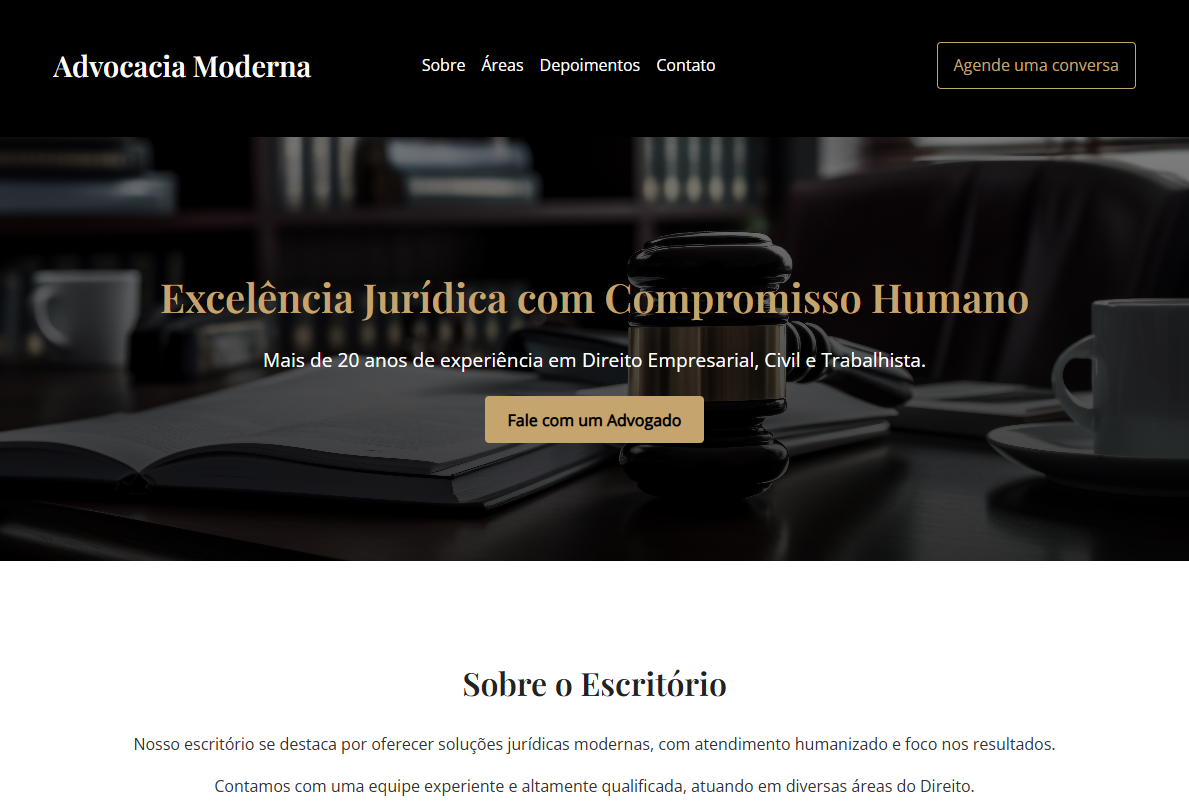 Advocacia Moderna
Sobre Áreas Depoimentos Contato
Agende uma conversa
Excelência Jurídica com Compromisso Humano
Mais de 20 anos de experiência em Direito Empresarial, Civil e Trabalhista.
Fale com um Advogado
Sobre o Escritório
Nosso escritório se destaca por oferecer soluções jurídicas modernas, com atendimento humanizado e foco nos resultados.
Contamos com uma equipe experiente e altamente qualificada, atuando em diversas áreas do Direito.